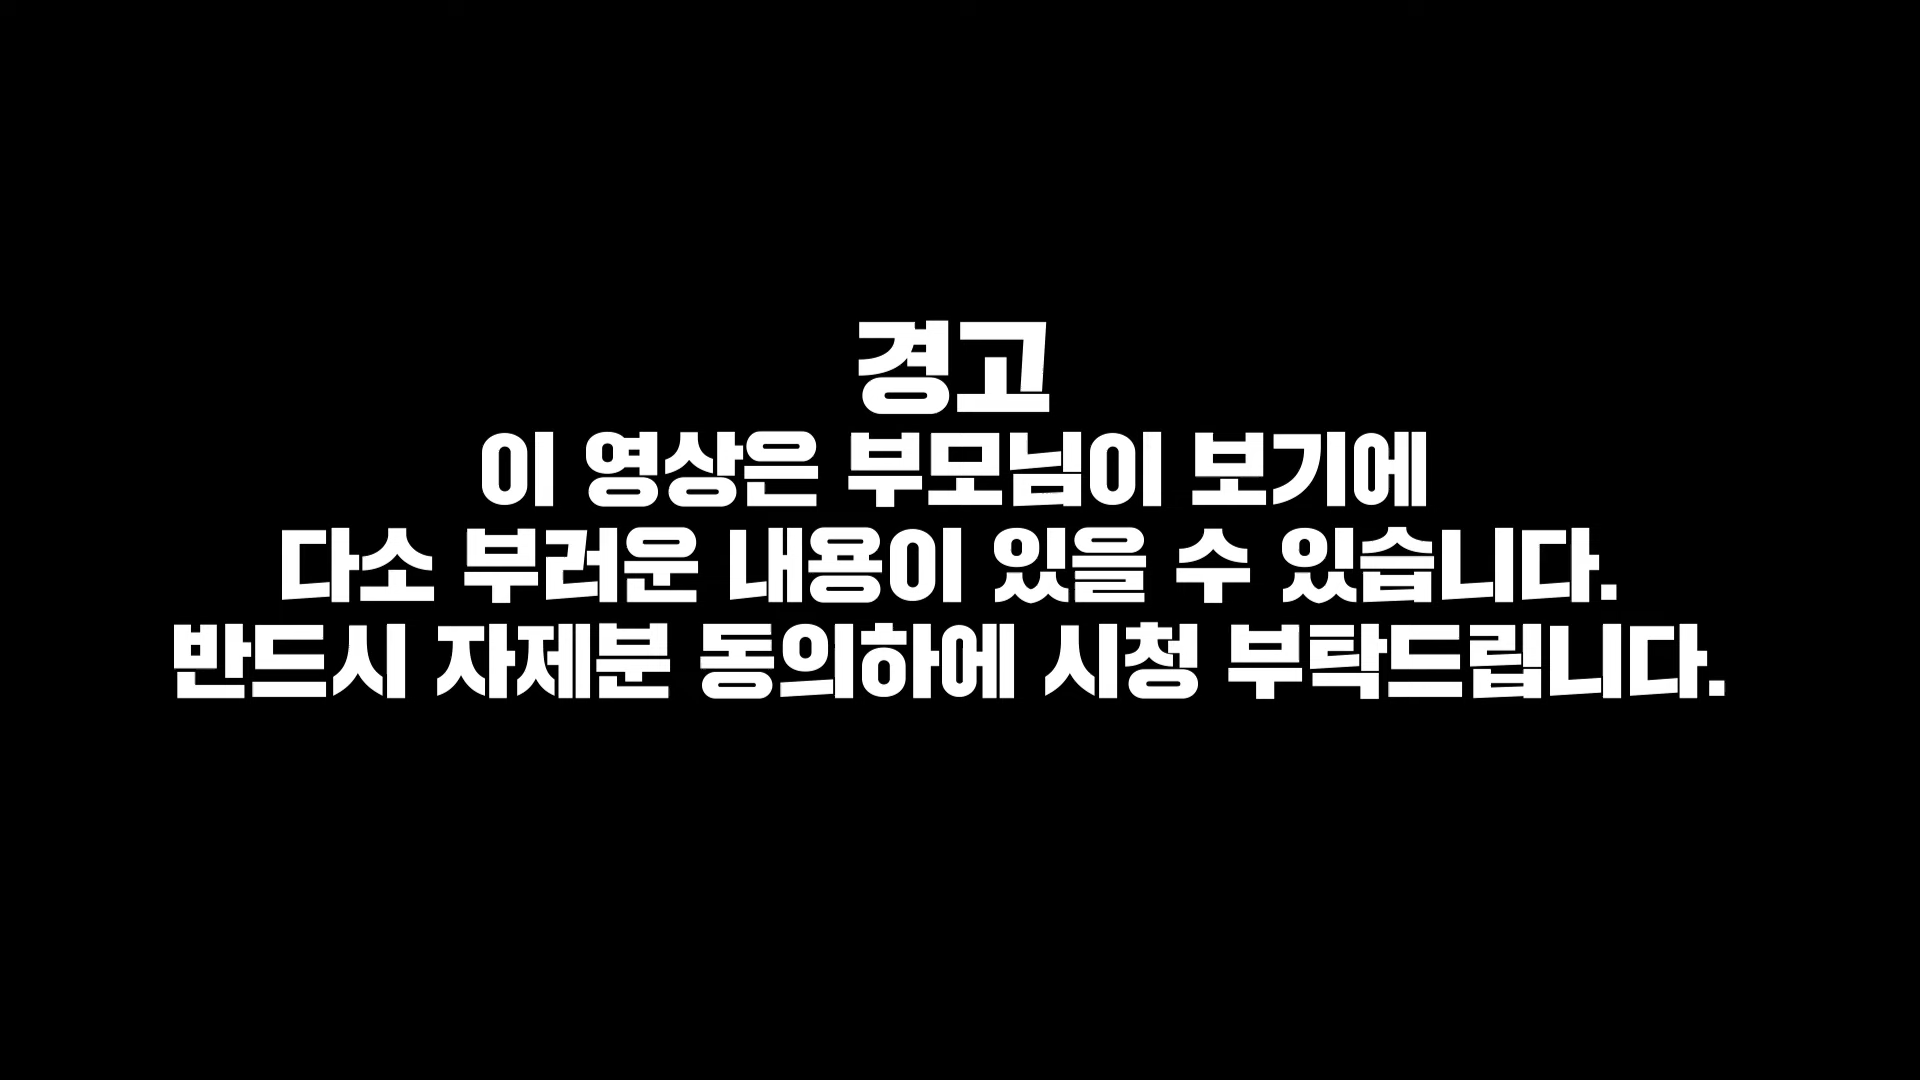 경고
이 영상은 부모님이 보기에
다소 부러운 내용이 있을 수 있습니다.
반드시 자제분 동의하에 시청 부탁드립니다.